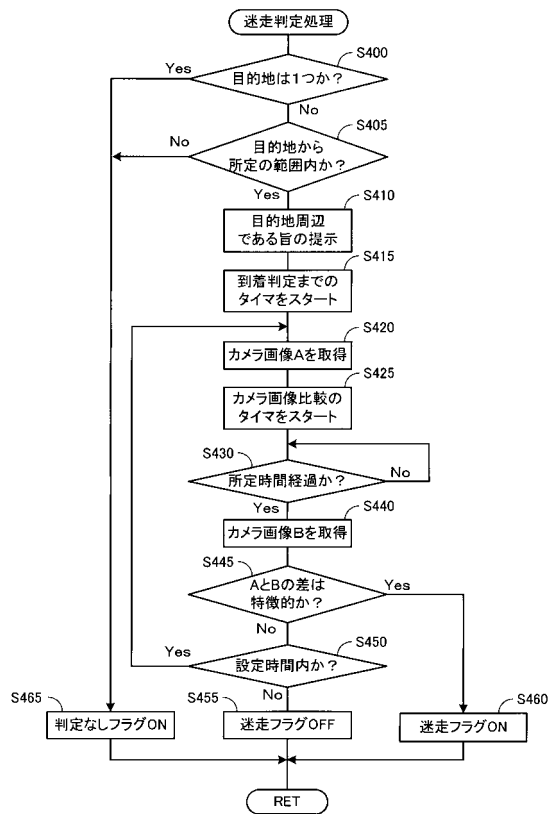 迷走判定処理
S400
Yes
目的地は1つか?
No
S405
No
目的地から
所定の範囲内か?
Yes
S410
目的地周辺
である旨の提示
S415
到着判定までの
タイマをスタート
S420
カメラ画像Aを取得
S425
カメラ画像比較の
タイマをスタート
S430
所定時間経過か?
No
Yes
S440
カメラ画像Bを取得
S445
AとBの差は
特徴的か?
Yes
No
S450
Yes
設定時間内か?
No
S465
判定なしフラグON
S455
迷走フラグOFF
S460
迷走フラグON
RET